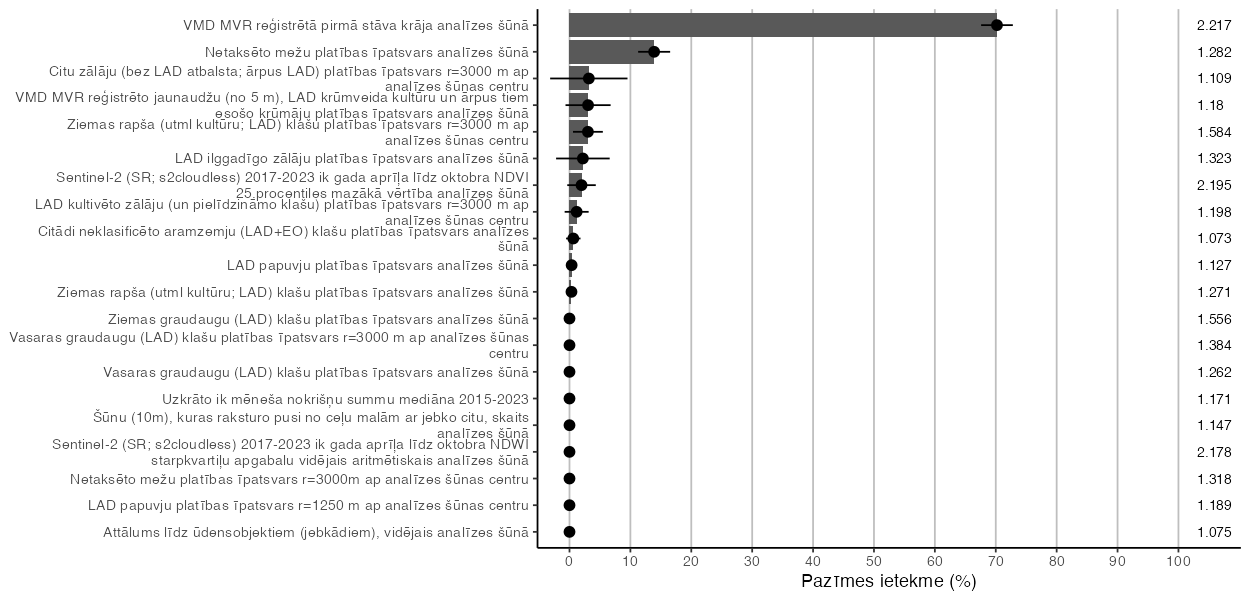 VMD MVR reģistrētā pirmā stāva krāja analīzes šūnā
2.217
Netaksēto mežu platības īpatsvars analīzes šūnā
1.282
Citu zālāju (bez LAD atbalsta; ārpus LAD) platības īpatsvars r=3000 m ap
analīzes šūnas centru
1.109
VMD MVR reģistrēto jaunaudžu (no 5 m), LAD krūmveida kultūru un ārpus tiem
esošo krūmāju platības īpatsvars analīzes šūnā
1.18
Ziemas rapša (utml kultūru; LAD) klašu platības īpatsvars r=3000 m ap
analīzes šūnas centru
1.584
LAD ilggadīgo zālāju platības īpatsvars analīzes šūnā
1.323
Sentinel-2 (SR; s2cloudless) 2017-2023 ik gada aprīļa līdz oktobra NDVI
25 procentiles mazākā vērtība analīzes šūnā
2.195
LAD kultivēto zālāju (un pielīdzināmo klašu) platības īpatsvars r=3000 m ap
analīzes šūnas centru
1.198
Citādi neklasificēto aramzemju (LAD+EO) klašu platības īpatsvars analīzes
šūnā
1.073
LAD papuvju platības īpatsvars analīzes šūnā
1.127
Ziemas rapša (utml kultūru; LAD) klašu platības īpatsvars analīzes šūnā
1.271
Ziemas graudaugu (LAD) klašu platības īpatsvars analīzes šūnā
1.556
Vasaras graudaugu (LAD) klašu platības īpatsvars r=3000 m ap analīzes šūnas
centru
1.384
Vasaras graudaugu (LAD) klašu platības īpatsvars analīzes šūnā
1.262
Uzkrāto ik mēneša nokrišņu summu mediāna 2015-2023
1.171
Šūnu (10m), kuras raksturo pusi no ceļu malām ar jebko citu, skaits
analīzes šūnā
1.147
Sentinel-2 (SR; s2cloudless) 2017-2023 ik gada aprīļa līdz oktobra NDWI
starpkvartiļu apgabalu vidējais aritmētiskais analīzes šūnā
2.178
Netaksēto mežu platības īpatsvars r=3000m ap analīzes šūnas centru
1.318
LAD papuvju platības īpatsvars r=1250 m ap analīzes šūnas centru
1.189
Attālums līdz ūdensobjektiem (jebkādiem), vidējais analīzes šūnā
1.075
0 10 20 30 40 50 60 70 80 90 100
Pazīmes ietekme (%)